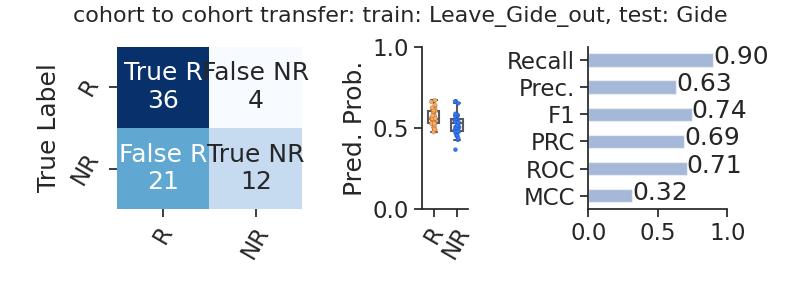 cohort to cohort transfer: train: Leave_Gide_out, test: Gide
True Label
R
NR
True R
36
False NR
4
False R
21
True NR
12
R
NR
Pred. Prob.
1.0
0.5
0.0
R
NR
Recall
0.90
Prec.
0.63
F1
0.74
PRC
0.69
ROC
0.71
MCC
0.32
0.0
0.5
1.0